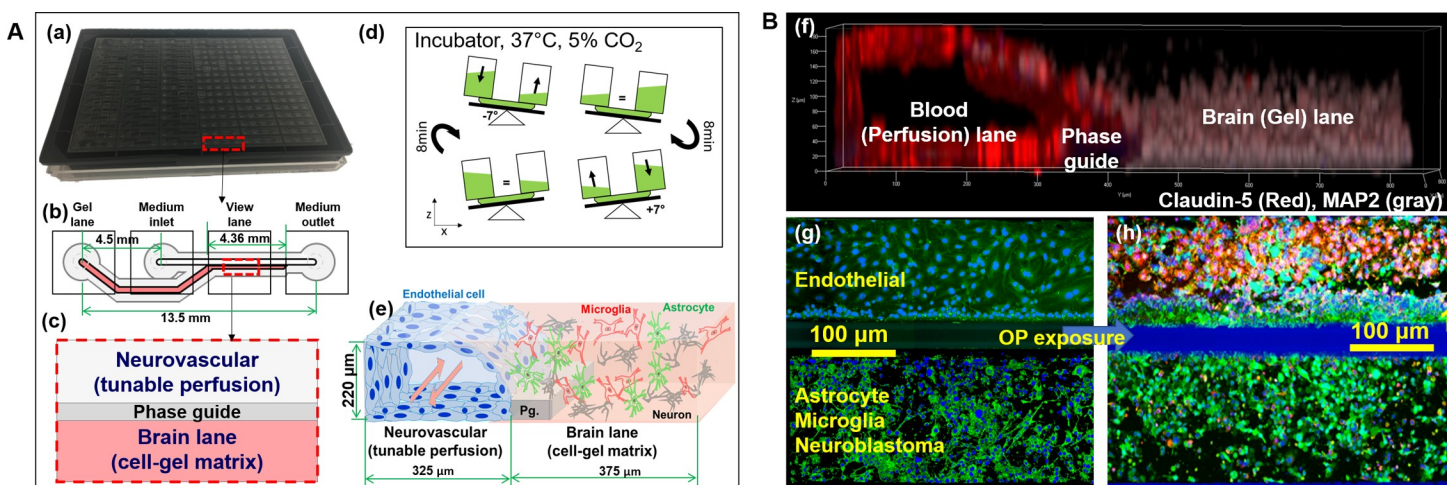 A
(a)
(b)
Gel
lane
Medium
inlet
View
lane
Medium
outlet
4.5 mm
4.36 mm
13.5 mm
(c)
Neurovascular
(tunable perfusion)
Phase guide
Brain lane
(cell-gel matrix)
(d)
Incubator, 37°C, 5% CO2
-7°
=
8min
8min
=
+7°
Z
X
(e)
Endothelial cell
Microglia
Astrocyte
220 µm
Pg.
Neuron
Neurovascular
(tunable perfusion)
Brain lane
(cell-gel matrix)
325 µm
375 µm
B
(f)
Blood
(Perfusion) lane
Phase
guide
Brain (Gel) lane
Claudin-5 (Red), MAP2 (gray)
(g)
Endothelial
100 µm
OP exposure
Astrocyte
Microglia
Neuroblastoma
(h)
100 µm